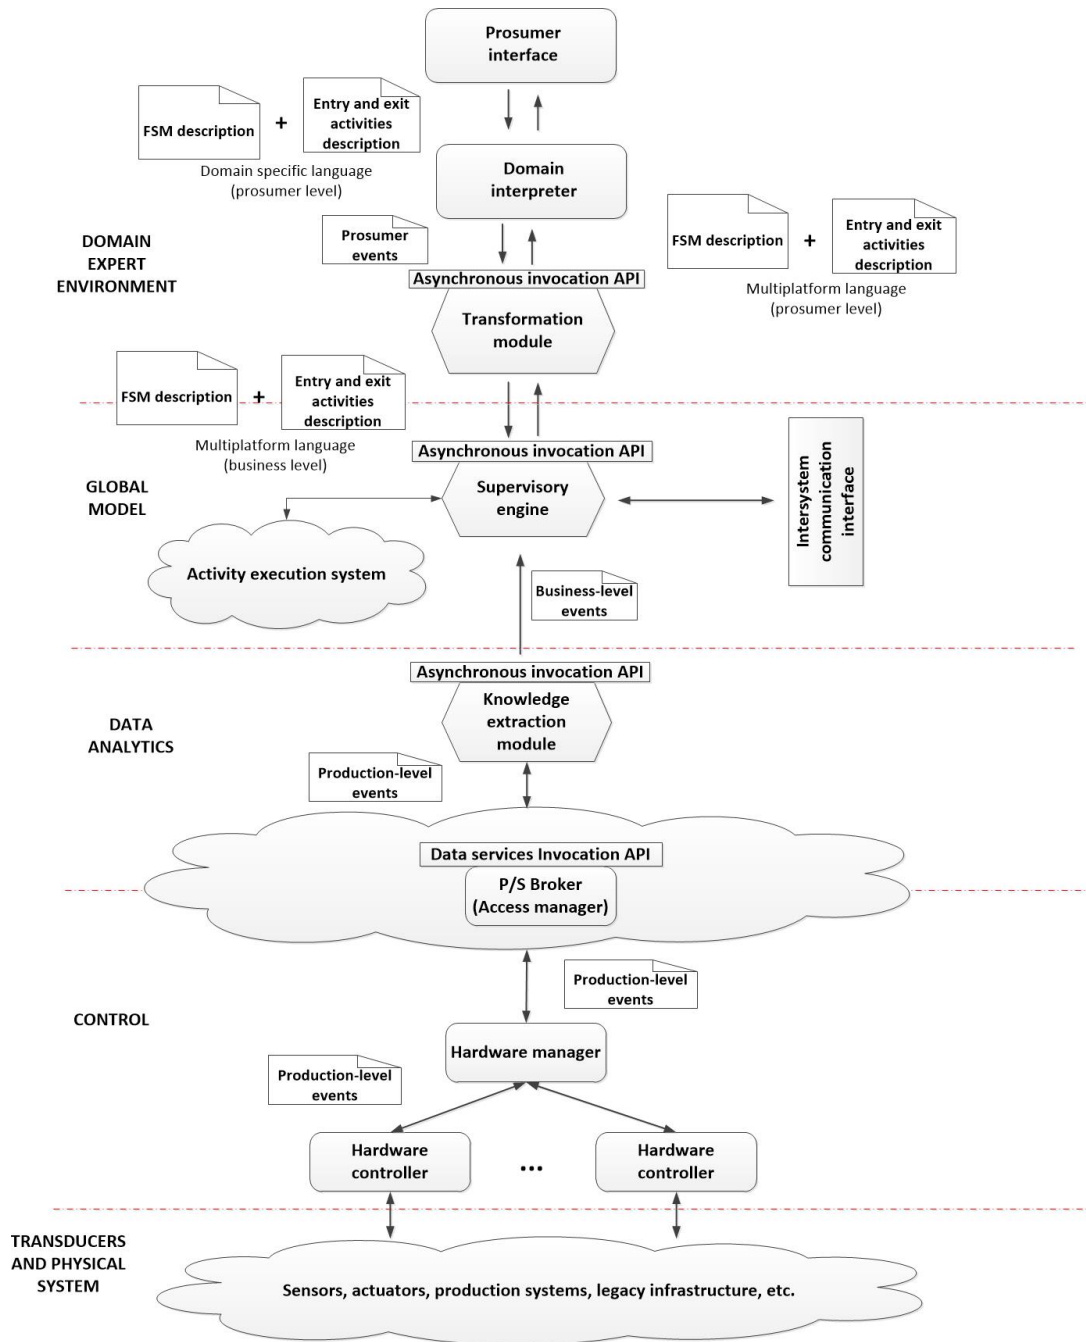 Prosumer
interface
FSM description
+
Entry and exit
activities
description
Domain specific language
(prosumer level)
Domain
interpreter
Prosumer
events
FSM description
+
Entry and exit
activities
description
Multiplatform language
(prosumer level)
DOMAIN
EXPERT
ENVIRONMENT
Asynchronous invocation API
Transformation
module
FSM description
+
Entry and exit
activities
description
Multiplatform language
(business level)
Asynchronous invocation API
Supervisory
engine
GLOBAL
MODEL
Intersystem
communication
interface
Activity execution system
Business-level
events
Asynchronous invocation API
Knowledge
extraction
module
DATA
ANALYTICS
Production-level
events
Data services Invocation API
P/S Broker
(Access manager)
Production-level
events
CONTROL
Hardware manager
Production-level
events
Hardware
controller
...
Hardware
controller
TRANSDUCERS
AND PHYSICAL
SYSTEM
Sensors, actuators, production systems, legacy infrastructure, etc.